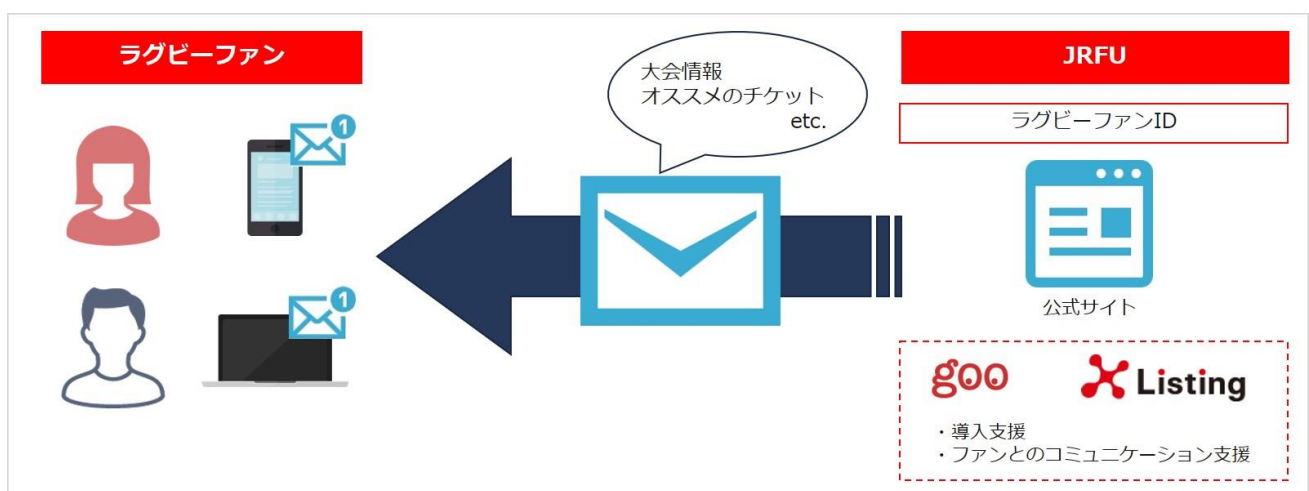 ラグビーファン
1
1
大会情報
オススメのチケット
etc.
JRFU
ラグビーファンID
公式サイト
goo
Listing
・導入支援
・ファンとのコミュニケーション支援